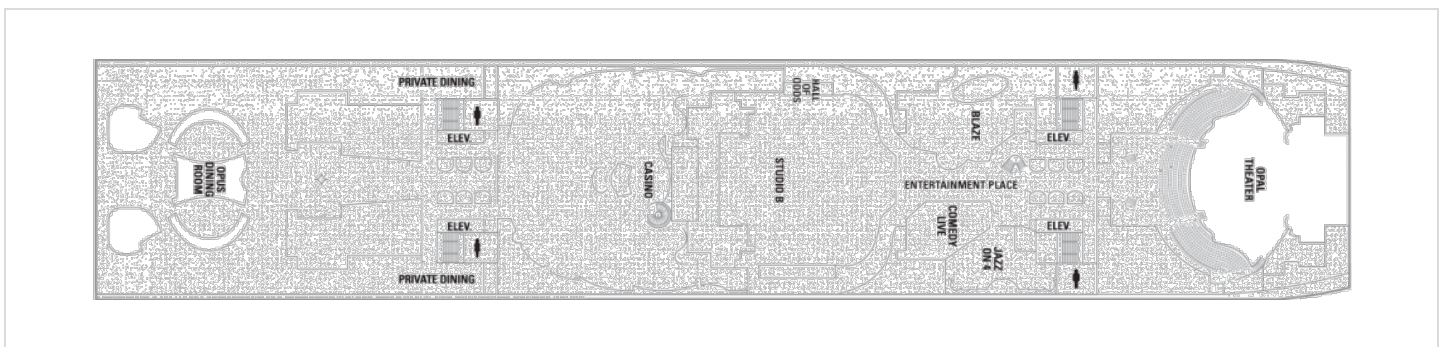 PRIVATE DINING
ELEV.
OPUS
DINING
ROOM
ELEV.
PRIVATE DINING
CASINO
STUDIO B
HALL
OF
ODDS
BLAZE
ENTERTAINMENT PLACE
COMEDY
LIVE
JAZZ
ON 4
ELEV.
ELEV.
OPAL
THEATER